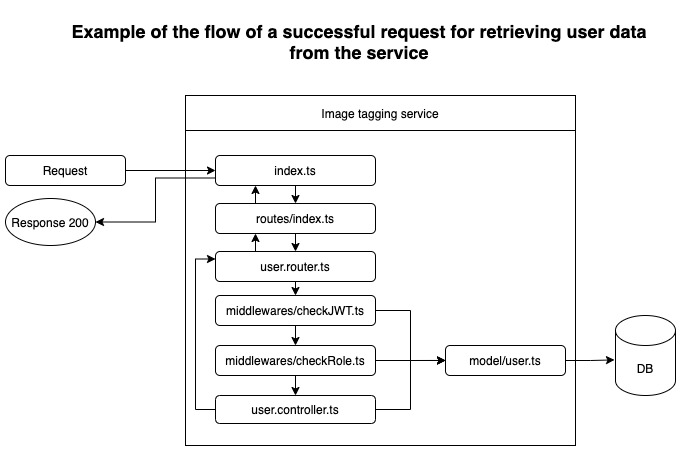 Example of the flow of a successful request for retrieving user data
from the service
Image tagging service
Request
index.ts
Response 200
routes/index.ts
user.router.ts
middlewares/checkJWT.ts
middlewares/checkRole.ts
model/user.ts
DB
user.controller.ts